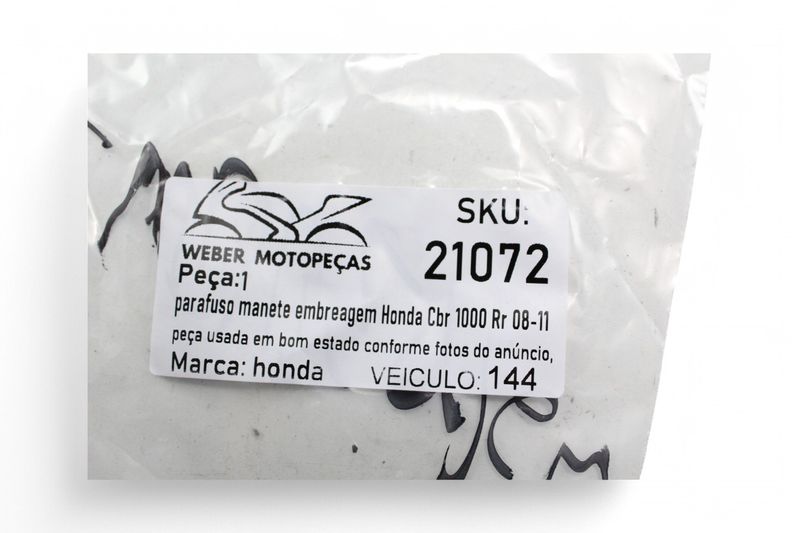 SKU:
WEBER MOTOPEÇAS
21072
Peça:1
parafuso manete embreagem Honda Cbr 1000 Rr 08-11
peça usada em bom estado conforme fotos do anúncio,
Marca: honda
VEICULO: 144